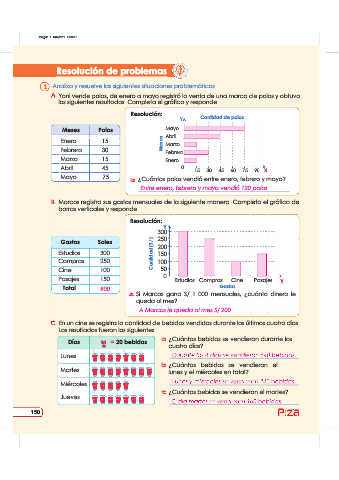 Resolución de problemas
1 Analiza y resuelve las siguientes situaciones problemáticas
A. Yoni vende polos, de enero a mayo registró la venta de una marca de polos y obtuvo
los siguientes resultados. Completa el gráfico y responde
Meses Polos
Enero 15
Febrero 30
Marzo 15
Abril 45
Mayo 75
Resolución:
Cantidad de polos
Meses
Mayo
Abril
Marzo
Febrero
Enero
0 15 30 45 60 75 90 X
a. ¿Cuántos polos vendió entre enero, febrero y mayo?
Entre enero, febrero y mayo vendió 120 polos
B. Marcos registra sus gastos mensuales de la siguiente manera. Completa el gráfico de
barras verticales y responde
Gastos Soles
Estudios 300
Compras 250
Cine 100
Pasajes 150
Total 800
Resolución:
Cantidad (S/)
300
250
200
150
100
50
0
Estudios Compras Cine Pasajes
Gastos
a. Si Marcos gana S/ 1 000 mensuales, ¿cuánto dinero le
queda al mes?
A Marcos le queda al mes S/ 200
C. En un cine se registra la cantidad de bebidas vendidas durante los últimos cuatro días
Los resultados fueron los siguientes
Días = 20 bebidas
Lunes
Martes
Miércoles
Jueves
a. ¿Cuántas bebidas se vendieron durante los
cuatro días?
b. ¿Cuántas bebidas se vendieron el
lunes y el miércoles en total?
c. ¿Cuántas bebidas se vendieron el martes?
150